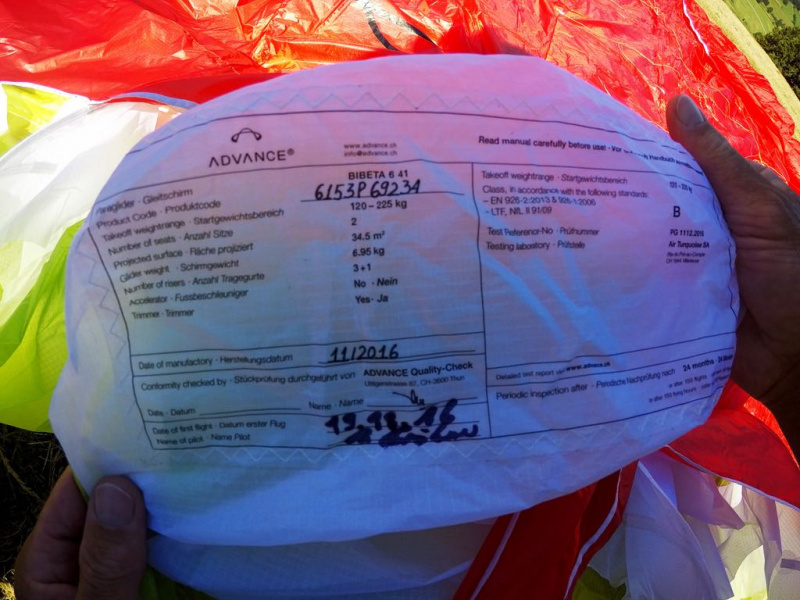 ADVANCE®
www.advance.ch
info@advance.ch
Read manual carefully before use!
Paraglider · Gleitschirm BIBETA 6 41
Product Code · Produktcode 6153P69234
Takeoff weightrange · Startgewichtsbereich 120 – 225 kg
Number of seats · Anzahl Sitze 2
Projected surface · Fläche projiziert 34.5 m²
Glider weight · Schirmgewicht 6.95 kg
Number of risers · Anzahl Tragegurte 3+1
Accelerator · Fussbeschleuniger No · Nein
Trimmer · Trimmer Yes · Ja
Date of manufactory · Herstellungsdatum 11/2016
Conformity checked by · Stückprüfung durchgeführt von ADVANCE Quality-Check
Uttigenstrasse 87, CH 3600 Thun
Date · Datum Name · Name
Date of first flight · Datum erster Flug
Name of pilot · Name Pilot
Takeoff weightrange · Startgewichtsbereich
Class, in accordance with the following standards:
– EN 926-2:2013 & 926-1:2006 B
– LTF, NfL II 91/09
Test Reference-No · Prüfnummer PG 1112.2016
Testing laboratory · Prüfstelle Air Turquoise SA
Detailed test report www.advance.ch
Periodic inspection after · Periodische Nachprüfung nach 24 months